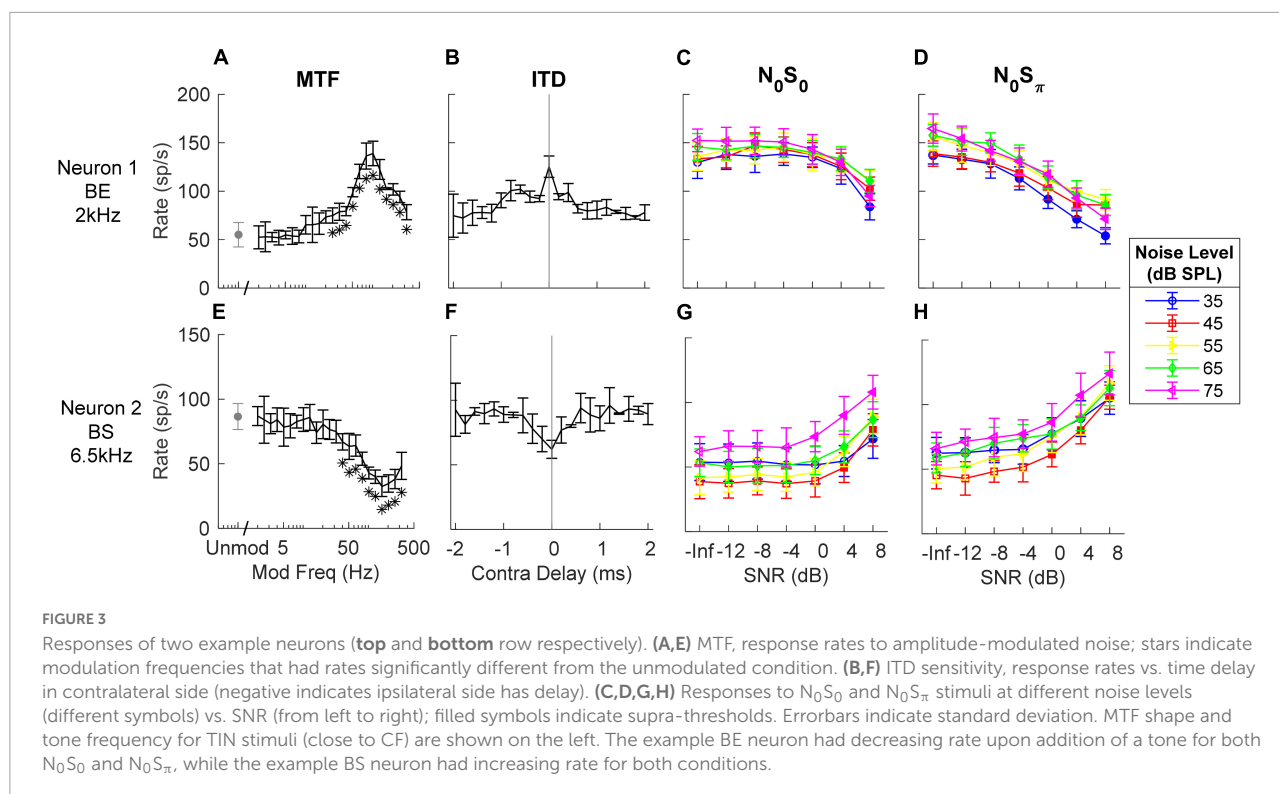 A
B
C
D
MTF
ITD
N₀S₀
N₀Sπ
Neuron 1
BE
2kHz
Rate (sp/s)
200
150
100
50
0
Noise Level
(dB SPL)
35
45
55
65
75
E
F
G
H
Neuron 2
BS
6.5kHz
Rate (sp/s)
150
100
50
0
Unmod 5 50 500
Mod Freq (Hz)
-2 -1 0 1 2
Contra Delay (ms)
-Inf -12 -8 -4 0 4 8
SNR (dB)
-Inf -12 -8 -4 0 4 8
SNR (dB)
FIGURE 3
Responses of two example neurons (top and bottom row respectively). (A,E) MTF, response rates to amplitude-modulated noise; stars indicate
modulation frequencies that had rates significantly different from the unmodulated condition. (B,F) ITD sensitivity, response rates vs. time delay
in contralateral side (negative indicates ipsilateral side has delay). (C,D,G,H) Responses to N₀S₀ and N₀Sπ stimuli at different noise levels
(different symbols) vs. SNR (from left to right); filled symbols indicate supra-thresholds. Errorbars indicate standard deviation. MTF shape and
tone frequency for TIN stimuli (close to CF) are shown on the left. The example BE neuron had decreasing rate upon addition of a tone for both
N₀S₀ and N₀Sπ, while the example BS neuron had increasing rate for both conditions.